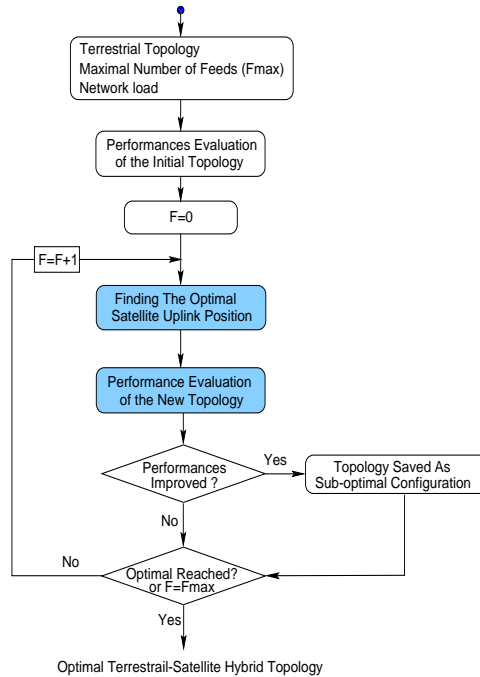 Terrestrial Topology
Maximal Number of Feeds (Fmax)
Network load
Performances Evaluation
of the Initial Topology
F=0
F=F+1
Finding The Optimal
Satellite Uplink Position
Performance Evaluation
of the New Topology
Performances
Improved ?
Yes
Topology Saved As
Sub-optimal Configuration
No
Optimal Reached?
or F=Fmax
No
Yes
Optimal Terrestrail-Satellite Hybrid Topology